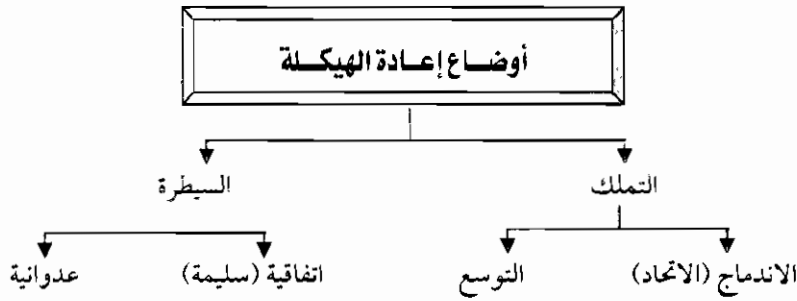 أوضاع إعادة الهيكلة
التملك
السيطرة
الاندماج (الاتحاد)
التوسع
اتفاقية (سليمة)
عدوانية